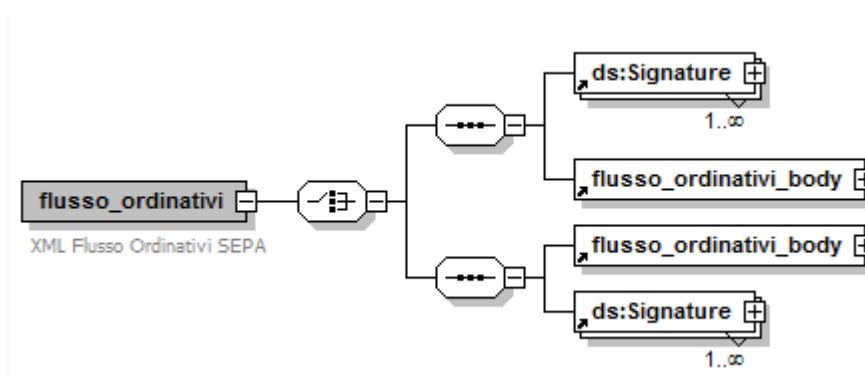 ds:Signature
1..∞
flusso_ordinativi_body
flusso_ordinativi
XML Flusso Ordinativi SEPA
flusso_ordinativi_body
ds:Signature
1..∞